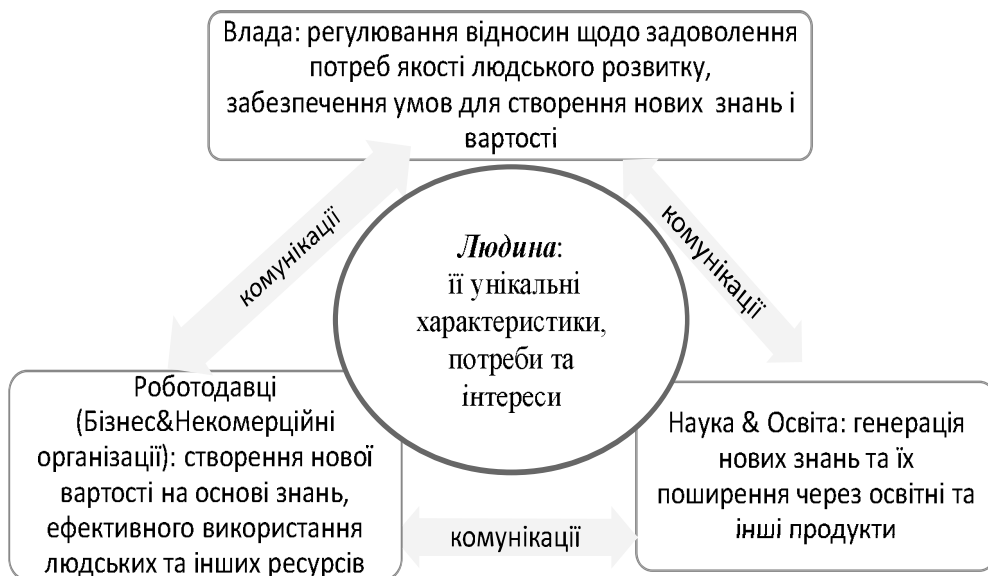 Влада: регулювання відносин щодо задоволення
потреб якості людського розвитку,
забезпечення умов для створення нових знань і
вартості
комунікації
комунікації
Людина:
її унікальні
характеристики,
потреби та
інтереси
Роботодавці
(Бізнес&Некомерційні
організації): створення нової
вартості на основі знань,
ефективного використання
людських та інших ресурсів
комунікації
Наука & Освіта: генерація
нових знань та їх
поширення через освітні та
інші продукти